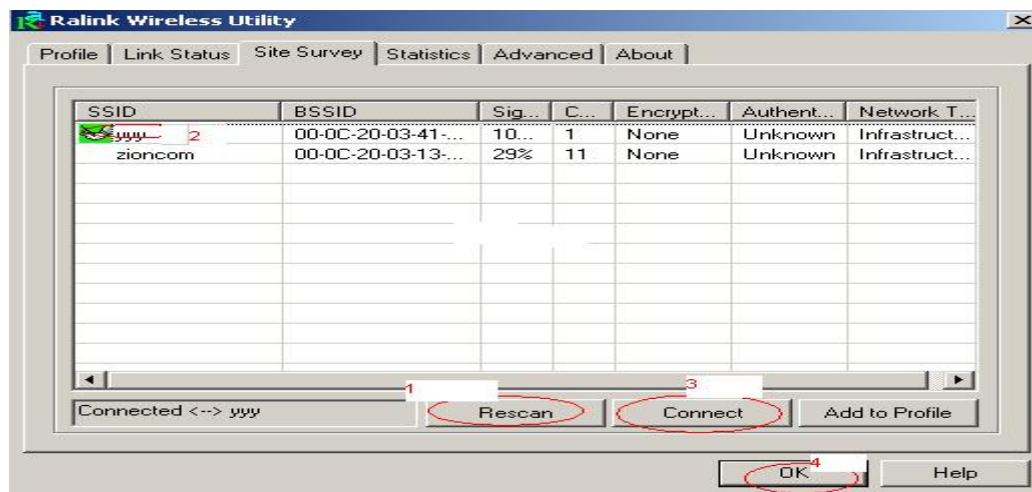 Ralink Wireless Utility
Profile Link Status Site Survey Statistics Advanced About
SSID BSSID Sig... C... Encrypt... Authent... Network T...
yyy 2 00-0C-20-03-41-... 10... 1 None Unknown Infrastruct...
zioncom 00-0C-20-03-13-... 29% 11 None Unknown Infrastruct...
1 3
Connected <--> yyy Rescan Connect Add to Profile
4
OK Help